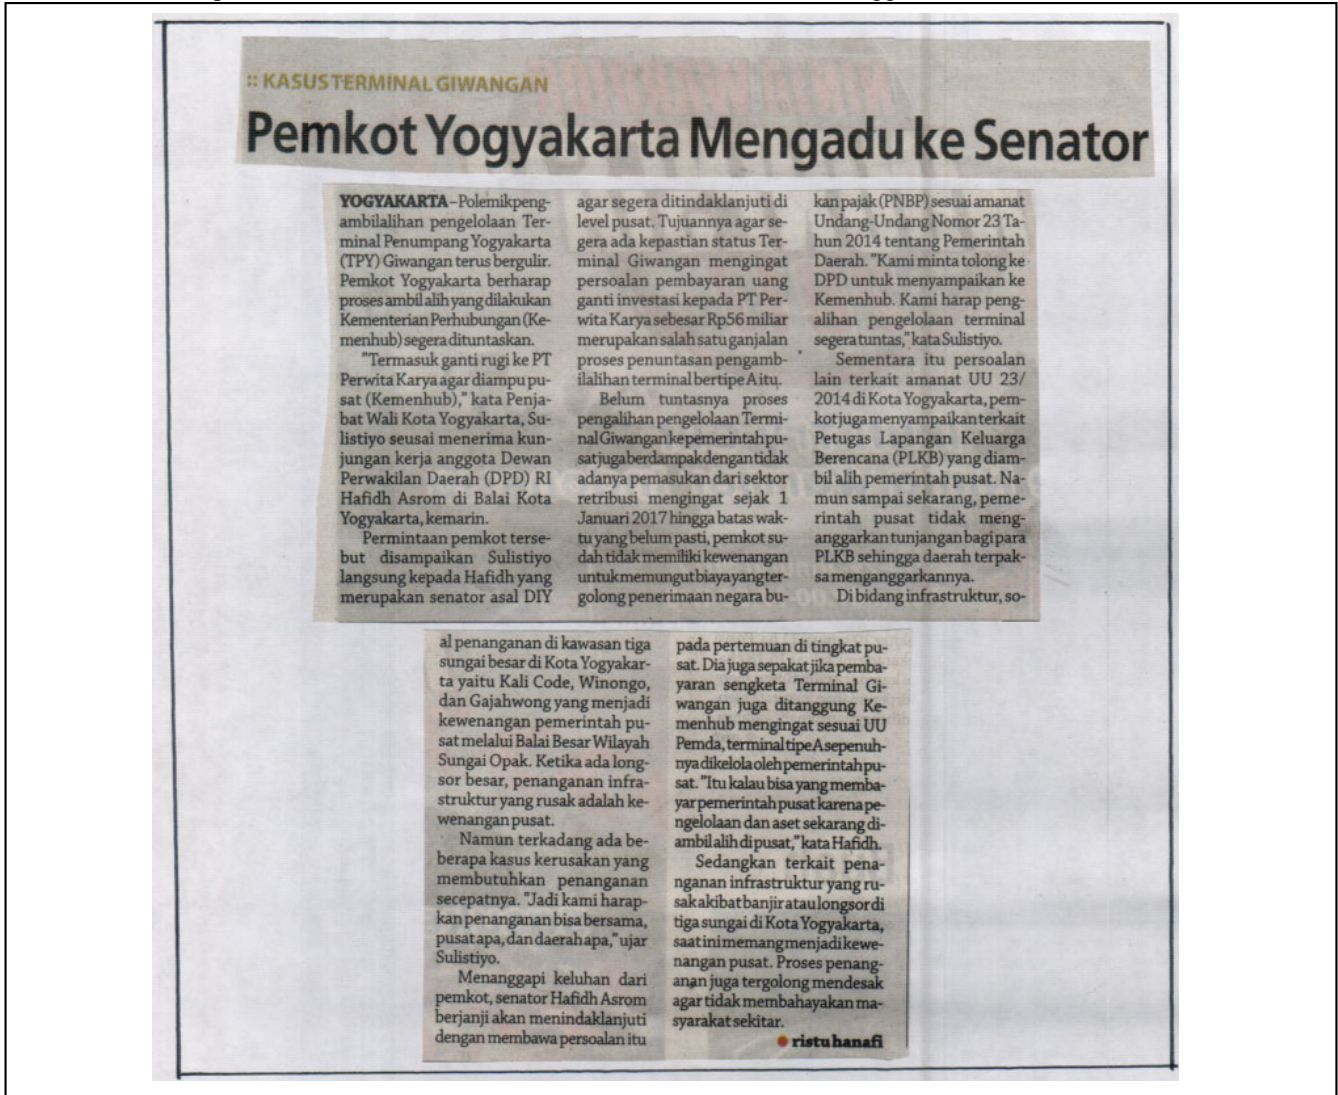 :: KASUS TERMINAL GIWANGAN
Pemkot Yogyakarta Mengadu ke Senator
YOGYAKARTA – Polemik peng-
ambilalihan pengelolaan Ter-
minal Penumpang Yogyakarta
(TPY) Giwangan terus bergulir.
Pemkot Yogyakarta berharap
proses ambil alih yang dilakukan
Kementerian Perhubungan (Ke-
menhub) segera dituntaskan.
"Termasuk ganti rugi ke PT
Perwita Karya agar diampu pu-
sat (Kemenhub)," kata Penja-
bat Wali Kota Yogyakarta, Su-
listiyo seusai menerima kun-
jungan kerja anggota Dewan
Perwakilan Daerah (DPD) RI
Hafidh Asrom di Balai Kota
Yogyakarta, kemarin.
Permintaan pemkot terse-
but disampaikan Sulistiyo
langsung kepada Hafidh yang
merupakan senator asal DIY
agar segera ditindaklanjuti di
level pusat. Tujuannya agar se-
gera ada kepastian status Ter-
minal Giwangan mengingat
persoalan pembayaran uang
ganti investasi kepada PT Per-
wita Karya sebesar Rp56 miliar
merupakan salah satu ganjalan
proses penuntasan pengamb-
ilalihan terminal bertipe A itu.
Belum tuntasnya proses
pengalihan pengelolaan Termi-
nal Giwangan ke pemerintah pu-
sat juga berdampak dengan tidak
adanya pemasukan dari sektor
retribusi mengingat sejak 1
Januari 2017 hingga batas wak-
tu yang belum pasti, pemkot su-
dah tidak memiliki kewenangan
untuk memungut biaya yang ter-
golong penerimaan negara bu-
kan pajak (PNBP) sesuai amanat
Undang-Undang Nomor 23 Ta-
hun 2014 tentang Pemerintah
Daerah. "Kami minta tolong ke
DPD untuk menyampaikan ke
Kemenhub. Kami harap peng-
alihan pengelolaan terminal
segera tuntas," kata Sulistiyo.
Sementara itu persoalan
lain terkait amanat UU 23/
2014 di Kota Yogyakarta, pem-
kot juga menyampaikan terkait
Petugas Lapangan Keluarga
Berencana (PLKB) yang diam-
bil alih pemerintah pusat. Na-
mun sampai sekarang, peme-
rintah pusat tidak meng-
anggarkan tunjangan bagi para
PLKB sehingga daerah terpak-
sa menganggarkannya.
Di bidang infrastruktur, so-
al penanganan di kawasan tiga
sungai besar di Kota Yogyakar-
ta yaitu Kali Code, Winongo,
dan Gajahwong yang menjadi
kewenangan pemerintah pu-
sat melalui Balai Besar Wilayah
Sungai Opak. Ketika ada long-
sor besar, penanganan infra-
struktur yang rusak adalah ke-
wenangan pusat.
Namun terkadang ada be-
berapa kasus kerusakan yang
membutuhkan penanganan
secepatnya. "Jadi kami harap-
kan penanganan bisa bersama,
pusat apa, dan daerah apa," ujar
Sulistiyo.
Menanggapi keluhan dari
pemkot, senator Hafidh Asrom
berjanji akan menindaklanjuti
dengan membawa persoalan itu
pada pertemuan di tingkat pu-
sat. Dia juga sepakat jika pemba-
yaran sengketa Terminal Gi-
wangan juga ditanggung Ke-
menhub mengingat sesuai UU
Pemda, terminal tipe A sepenuh-
nya dikelola oleh pemerintah pu-
sat. "Itu kalau bisa yang memba-
yar pemerintah pusat karena pe-
ngelolaan dan aset sekarang di-
ambil alih di pusat," kata Hafidh.
Sedangkan terkait pena-
nganan infrastruktur yang ru-
sak akibat banjir atau longsor di
tiga sungai di Kota Yogyakarta,
saat ini memang menjadi kewe-
nangan pusat. Proses penang-
anan juga tergolong mendesak
agar tidak membahayakan ma-
syarakat sekitar.
● ristu hanafi